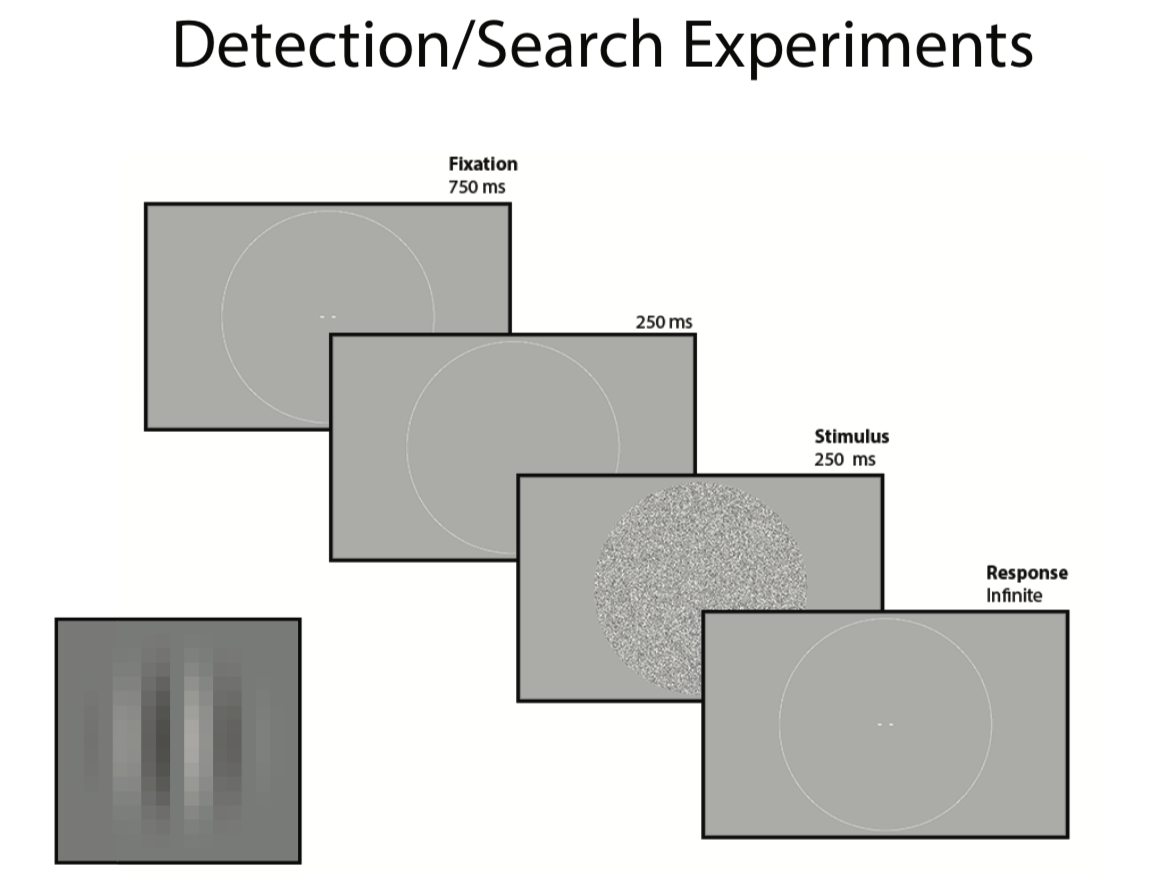 Detection/Search Experiments
Fixation
750 ms
250 ms
Stimulus
250 ms
Response
Infinite